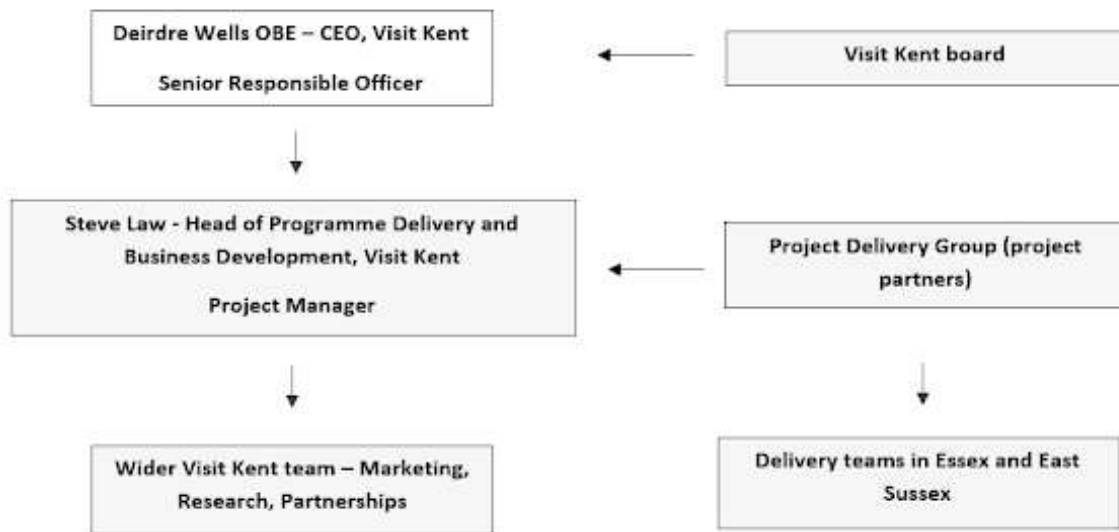 Deirdre Wells OBE – CEO, Visit Kent
Senior Responsible Officer
Visit Kent board
Steve Law - Head of Programme Delivery and
Business Development, Visit Kent
Project Manager
Project Delivery Group (project
partners)
Wider Visit Kent team – Marketing,
Research, Partnerships
Delivery teams in Essex and East
Sussex